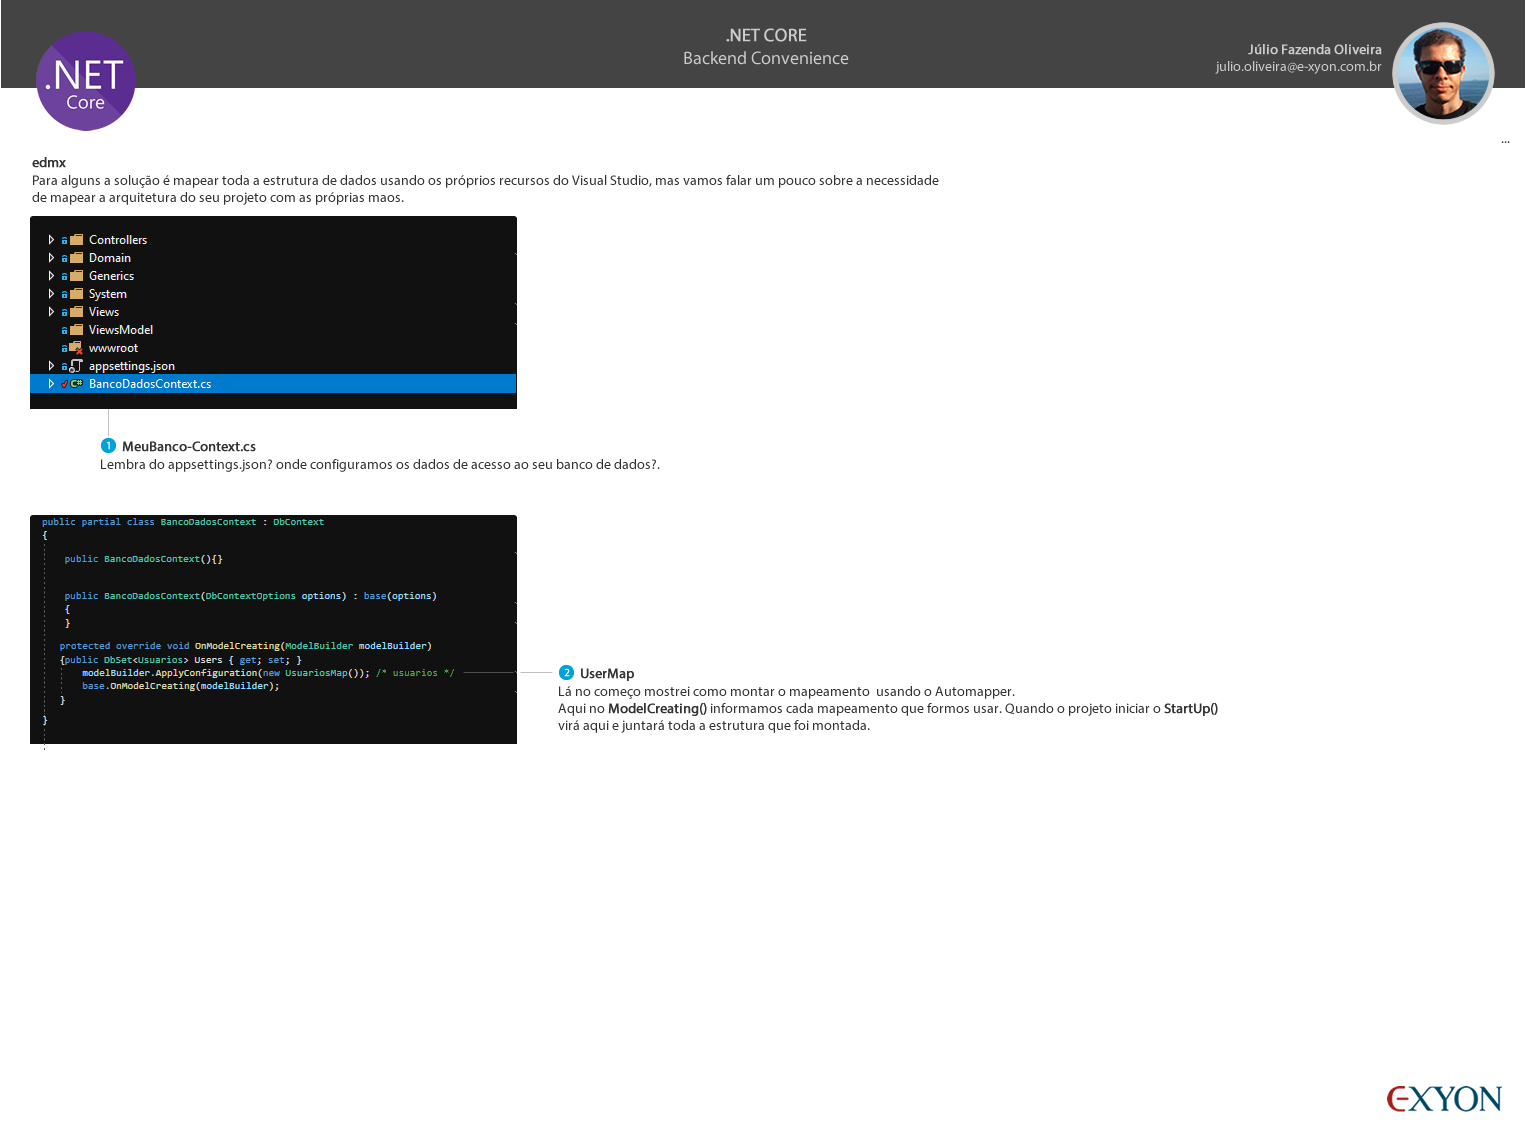 .NET CORE
Backend Convenience
Júlio Fazenda Oliveira
julio.oliveira@e-xyon.com.br
.NET
Core
...
edmx
Para alguns a solução é mapear toda a estrutura de dados usando os próprios recursos do Visual Studio, mas vamos falar um pouco sobre a necessidade
de mapear a arquitetura do seu projeto com as próprias maos.
Controllers
Domain
Generics
System
Views
ViewsModel
wwwroot
appsettings.json
C# BancoDadosContext.cs
1 MeuBanco-Context.cs
Lembra do appsettings.json? onde configuramos os dados de acesso ao seu banco de dados?.
public partial class BancoDadosContext : DbContext
{
public BancoDadosContext(){}
public BancoDadosContext(DbContextOptions options) : base(options)
{
}
protected override void OnModelCreating(ModelBuilder modelBuilder)
{public DbSet<Usuarios> Users { get; set; }
modelBuilder.ApplyConfiguration(new UsuariosMap()); /* usuarios */
base.OnModelCreating(modelBuilder);
}
}
2 UserMap
Lá no começo mostrei como montar o mapeamento  usando o Automapper.
Aqui no ModelCreating() informamos cada mapeamento que formos usar. Quando o projeto iniciar o StartUp()
virá aqui e juntará toda a estrutura que foi montada.
EXYON